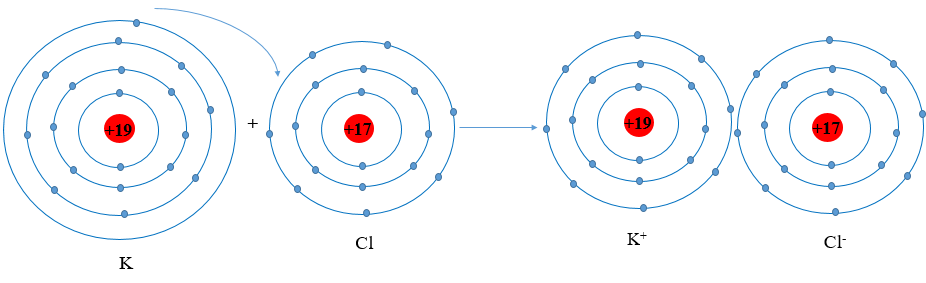 +19 + +17 +19 +17
K Cl K⁺ Cl⁻